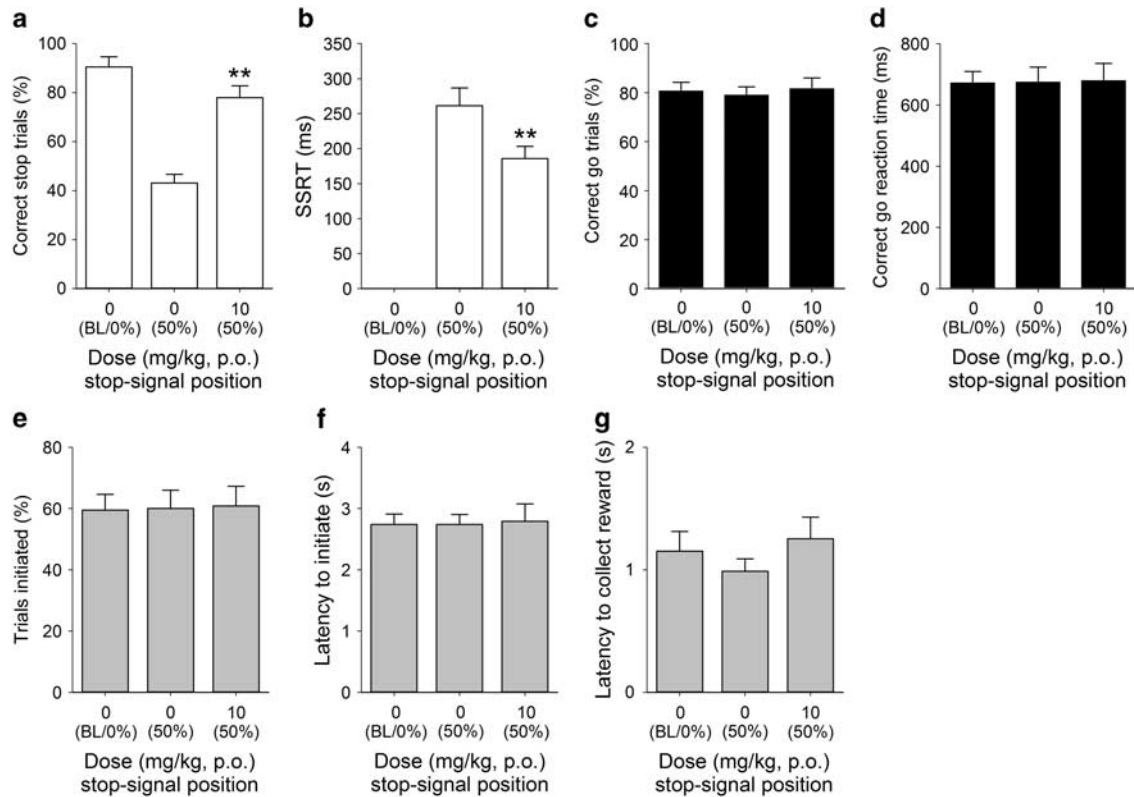 a
Correct stop trials (%)
100
80
60
40
20
0
**
0 0 10
(BL/0%) (50%) (50%)
Dose (mg/kg, p.o.)
stop-signal position
b
SSRT (ms)
350
300
250
200
150
100
50
0
**
0 0 10
(BL/0%) (50%) (50%)
Dose (mg/kg, p.o.)
stop-signal position
c
Correct go trials (%)
100
80
60
40
20
0
0 0 10
(BL/0%) (50%) (50%)
Dose (mg/kg, p.o.)
stop-signal position
d
Correct go reaction time (ms)
800
600
400
200
0
0 0 10
(BL/0%) (50%) (50%)
Dose (mg/kg, p.o.)
stop-signal position
e
Trials initiated (%)
80
60
40
20
0
0 0 10
(BL/0%) (50%) (50%)
Dose (mg/kg, p.o.)
stop-signal position
f
Latency to initiate (s)
4
3
2
1
0
0 0 10
(BL/0%) (50%) (50%)
Dose (mg/kg, p.o.)
stop-signal position
g
Latency to collect reward (s)
2
1
0
0 0 10
(BL/0%) (50%) (50%)
Dose (mg/kg, p.o.)
stop-signal position